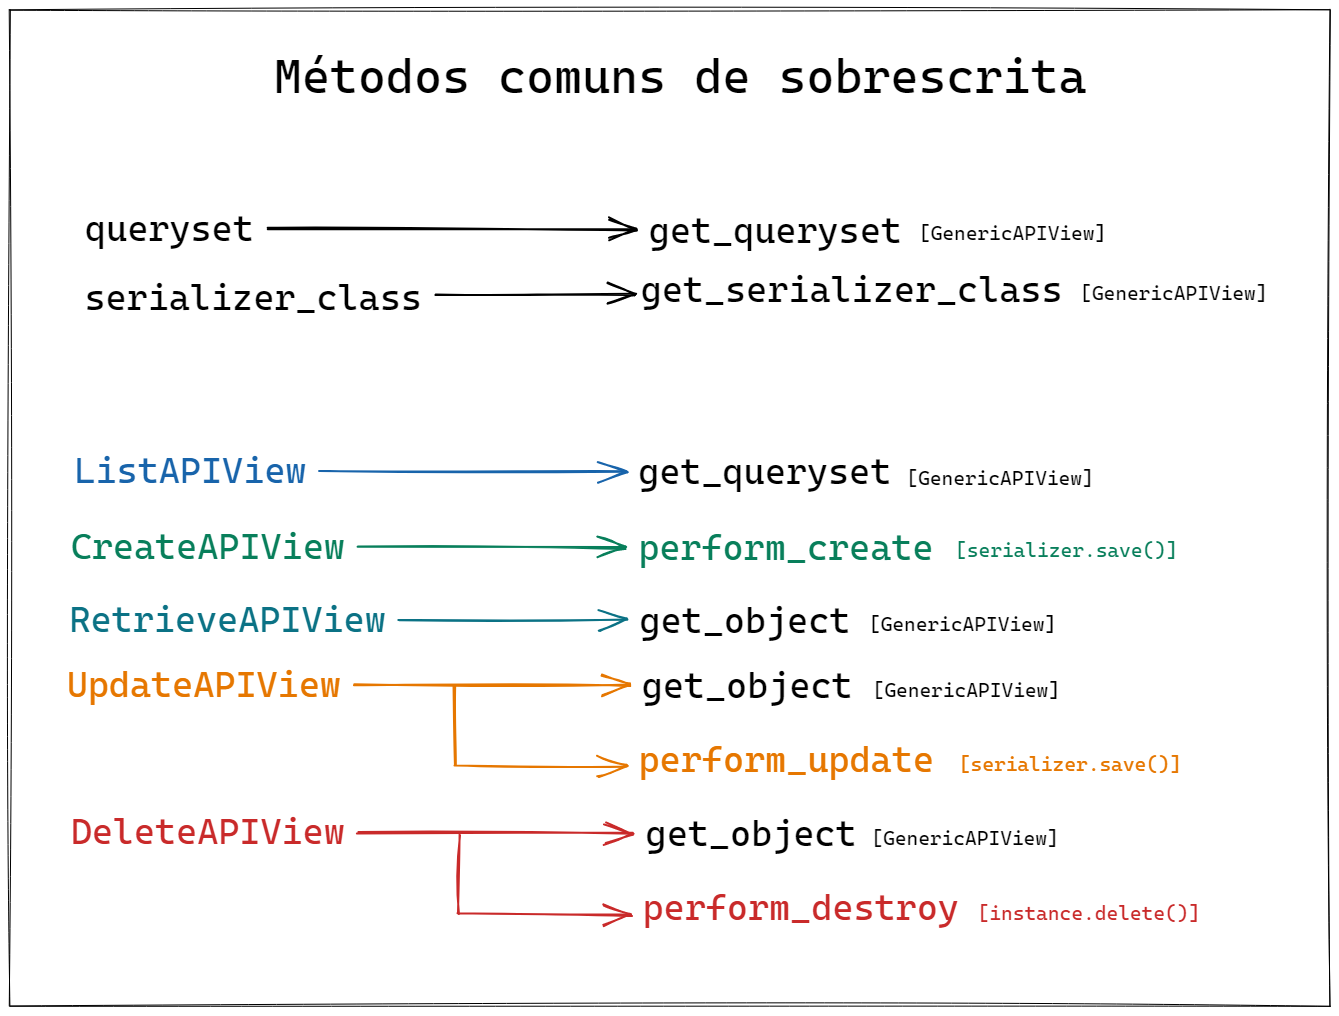 Métodos comuns de sobrescrita
queryset get_queryset [GenericAPIView]
serializer_class get_serializer_class [GenericAPIView]
ListAPIView get_queryset [GenericAPIView]
CreateAPIView perform_create [serializer.save()]
RetrieveAPIView get_object [GenericAPIView]
UpdateAPIView get_object [GenericAPIView]
perform_update [serializer.save()]
DeleteAPIView get_object [GenericAPIView]
perform_destroy [instance.delete()]